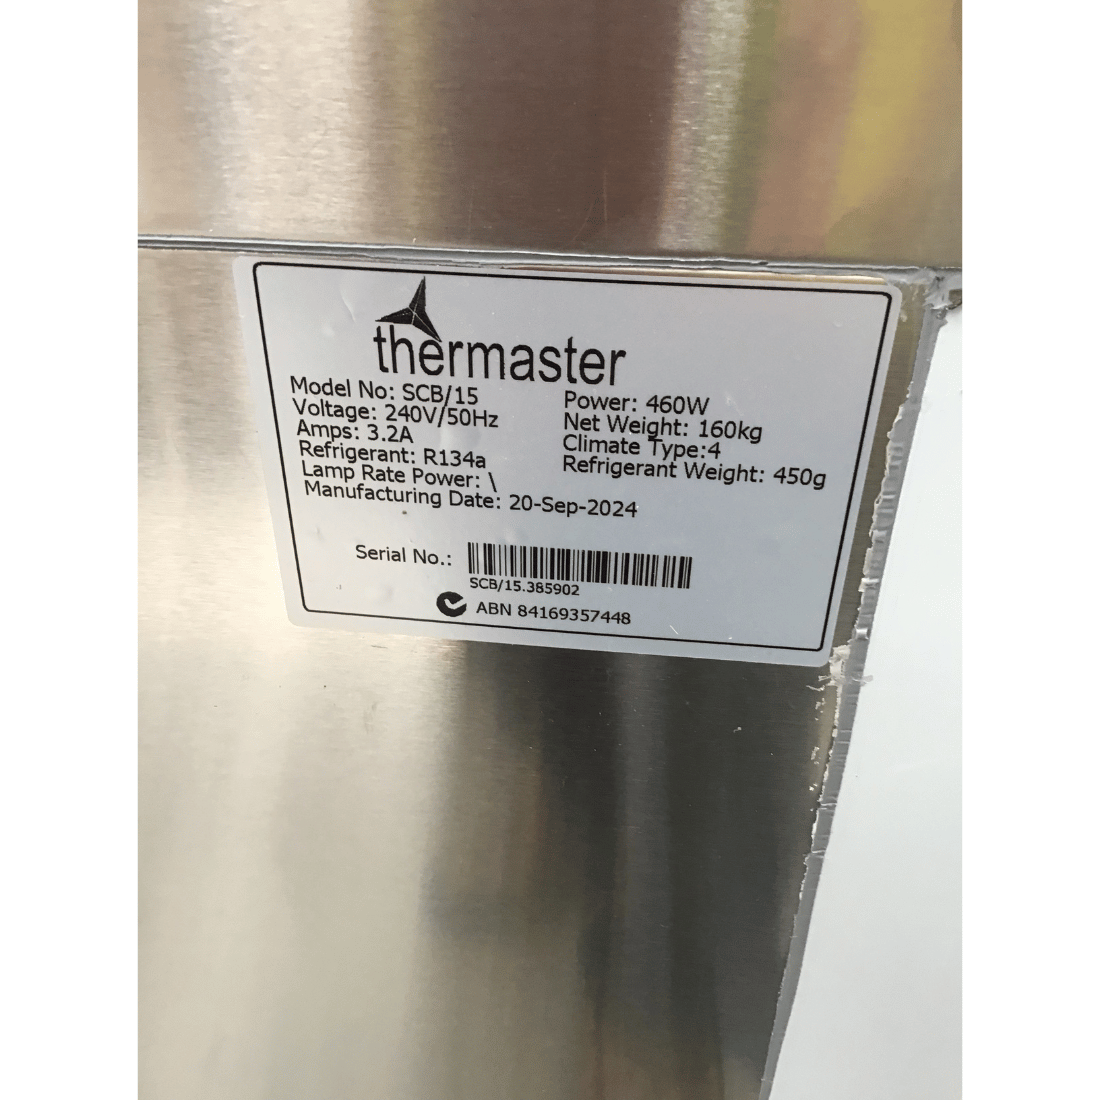 thermaster
Model No: SCB/15
Voltage: 240V/50Hz
Amps: 3.2A
Refrigerant: R134a
Lamp Rate Power: \
Manufacturing Date: 20-Sep-2024
Power: 460W
Net Weight: 160kg
Climate Type:4
Refrigerant Weight: 450g
Serial No.:
SCB/15.385902
ABN 84169357448